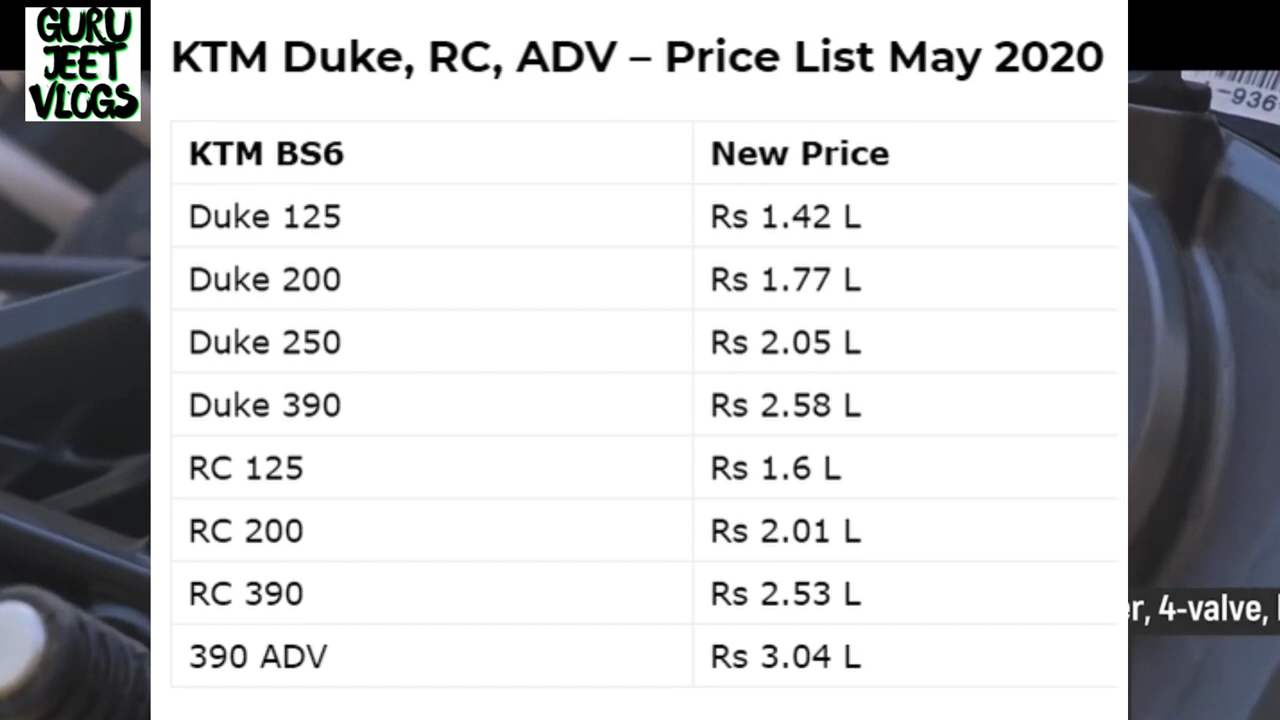 GURU
JEET
VLOGS
KTM Duke, RC, ADV – Price List May 2020
KTM BS6 New Price
Duke 125 Rs 1.42 L
Duke 200 Rs 1.77 L
Duke 250 Rs 2.05 L
Duke 390 Rs 2.58 L
RC 125 Rs 1.6 L
RC 200 Rs 2.01 L
RC 390 Rs 2.53 L
390 ADV Rs 3.04 L
-936
4-valve,